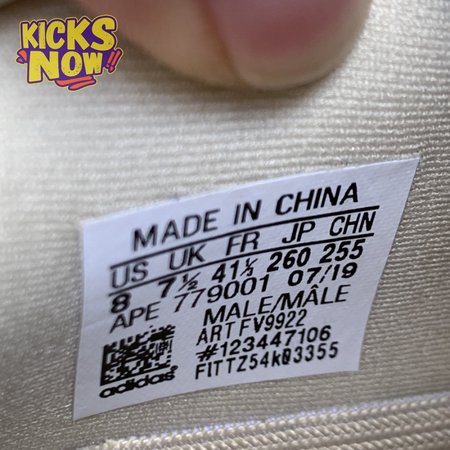 KICKS
NOW
MADE IN CHINA
US UK FR JP CHN
8 7½ 41⅓ 260 255
APE 779001 07/19
MALE/MÂLE
ART FV9922
#123447106
F1TTZ54k03355
adidas